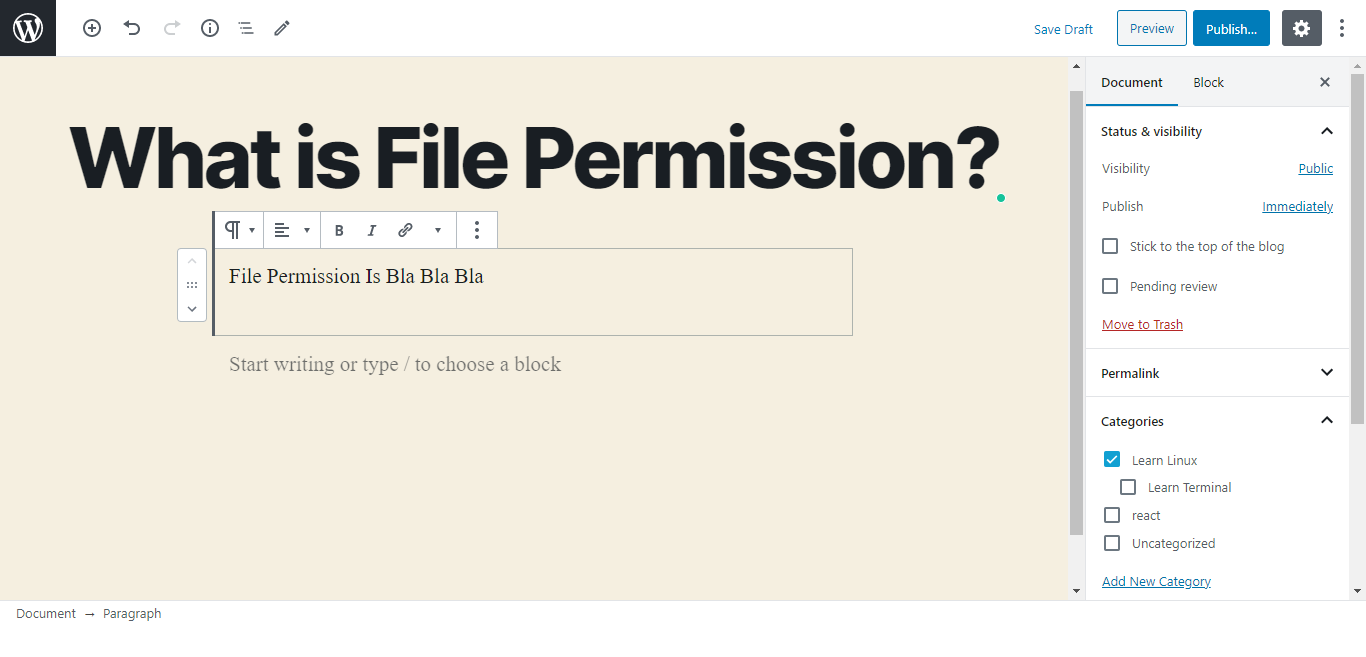 Save Draft
Preview
Publish...
What is File Permission?
B I
File Permission Is Bla Bla Bla
Start writing or type / to choose a block
Document Block
Status & visibility
Visibility Public
Publish Immediately
Stick to the top of the blog
Pending review
Move to Trash
Permalink
Categories
Learn Linux
Learn Terminal
react
Uncategorized
Add New Category
Document → Paragraph